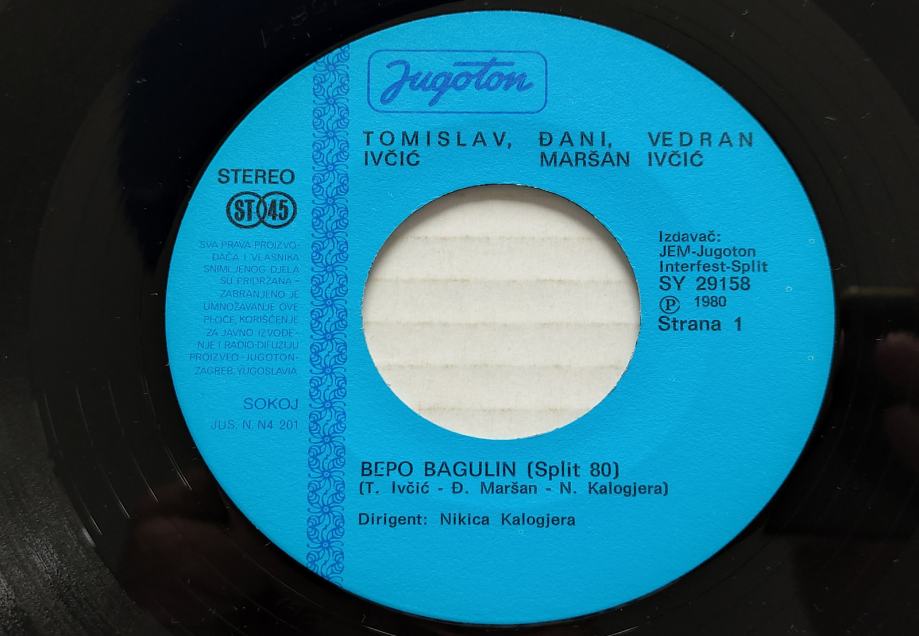 Jugoton
TOMISLAV, ĐANI, VEDRAN
IVČIĆ MARŠAN IVČIĆ
STEREO
ST 45
SVA PRAVA PROIZVO-
ĐAČA I VLASNIKA
SNIMLJENOG DJELA
SU PRIDRŽANA -
ZABRANJENO JE
UMNOŽAVANJE OVE
PLOČE, KORIŠĆENJE
ZA JAVNO IZVOĐE-
NJE I RADIO-DIFUZIJU
PROIZVEO-JUGOTON-
ZAGREB, YUGOSLAVIA
SOKOJ
JUS. N. N4 201
Izdavač:
JEM-Jugoton
Interfest-Split
SY 29158
Ⓟ 1980
Strana 1
BEPO BAGULIN (Split 80)
(T. Ivčić - Đ. Maršan - N. Kalogjera)
Dirigent: Nikica Kalogjera